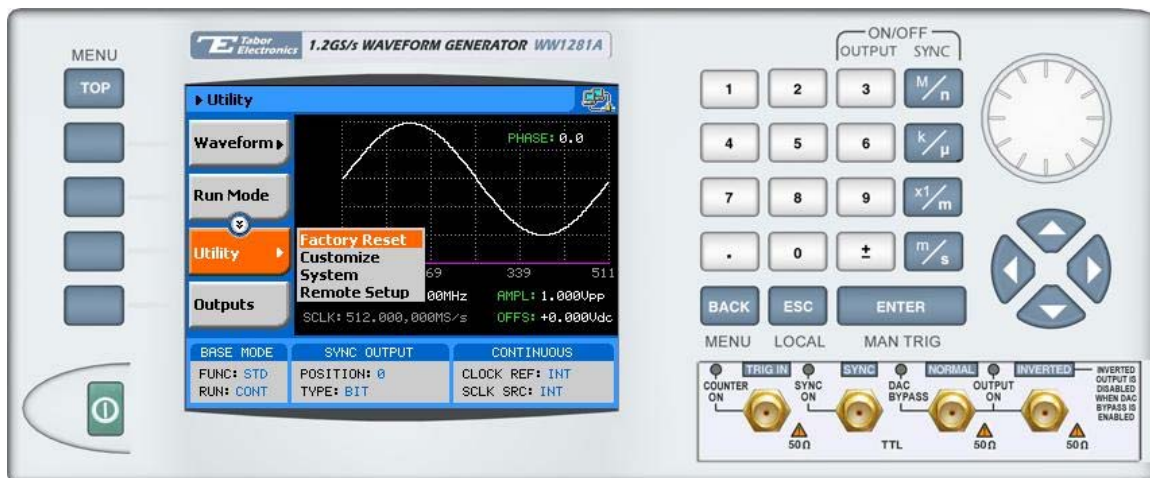 MENU
TOP
Tabor
Electronics
1.2GS/s WAVEFORM GENERATOR WW1281A
Utility
Waveform
Run Mode
Utility
Outputs
PHASE: 0.0
Factory Reset
Customize
System
Remote Setup
69 339 511
00MHz AMPL: 1.000Vpp
SCLK: 512.000,000MS/s OFFS: +0.000Vdc
BASE MODE
FUNC: STD
RUN: CONT
SYNC OUTPUT
POSITION: 0
TYPE: BIT
CONTINUOUS
CLOCK REF: INT
SCLK SRC: INT
ON/OFF
OUTPUT SYNC
1 2 3 M/n
4 5 6 k/µ
7 8 9 x1/m
. 0 ± m/s
BACK ESC ENTER
MENU LOCAL MAN TRIG
TRIG IN SYNC NORMAL INVERTED
COUNTER
ON
SYNC
ON
DAC
BYPASS
OUTPUT
ON
INVERTED
OUTPUT IS
DISABLED
WHEN DAC
BYPASS IS
ENABLED
50Ω TTL 50Ω 50Ω